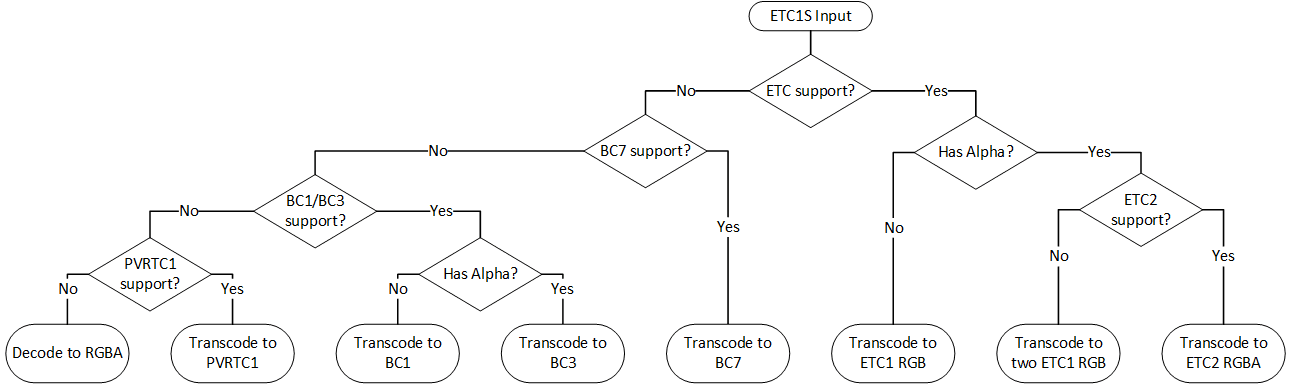 ETC1S Input
ETC support?
No
Yes
BC7 support?
Has Alpha?
No
Yes
No
Yes
BC1/BC3
support?
ETC2
support?
No
Yes
No
Yes
No
Yes
PVRTC1
support?
Has Alpha?
No
Yes
No
Yes
Decode to RGBA
Transcode to
PVRTC1
Transcode to
BC1
Transcode to
BC3
Transcode to
BC7
Transcode to
ETC1 RGB
Transcode to
two ETC1 RGB
Transcode to
ETC2 RGBA